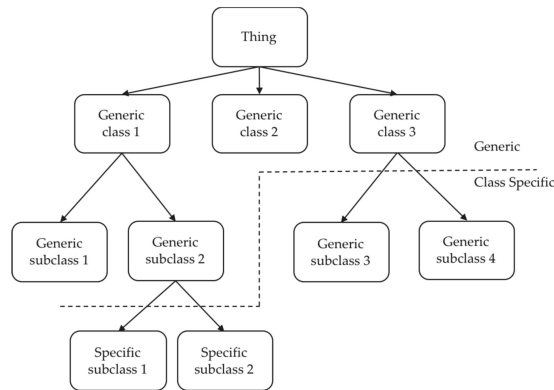 Thing
Generic
class 1
Generic
class 2
Generic
class 3
Generic
Class Specific
Generic
subclass 1
Generic
subclass 2
Generic
subclass 3
Generic
subclass 4
Specific
subclass 1
Specific
subclass 2